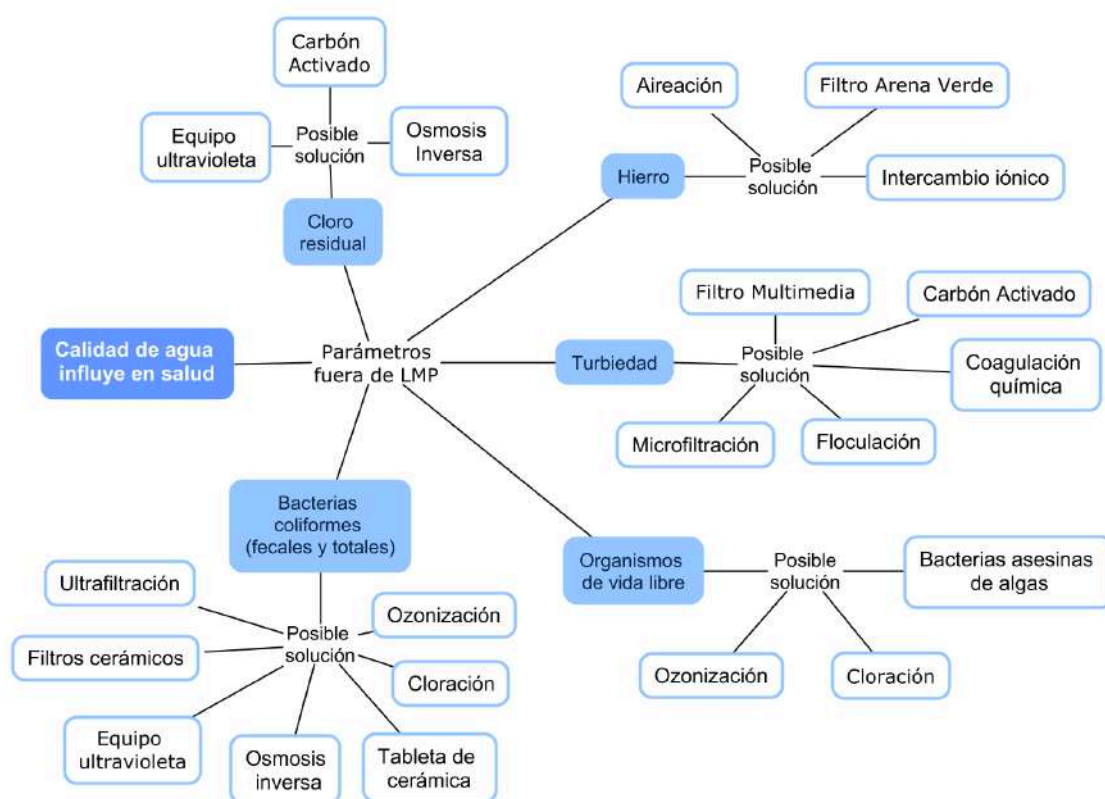 Carbón
Activado
Equipo
ultravioleta
Posible
solución
Osmosis
Inversa
Cloro
residual
Aireación
Filtro Arena Verde
Hierro
Posible
solución
Intercambio iónico
Calidad de agua
influye en salud
Parámetros
fuera de LMP
Filtro Multimedia
Carbón Activado
Turbiedad
Posible
solución
Coagulación
química
Microfiltración
Floculación
Bacterias
coliformes
(fecales y totales)
Organismos
de vida libre
Posible
solución
Bacterias asesinas
de algas
Ozonización
Cloración
Ultrafiltración
Ozonización
Posible
solución
Filtros cerámicos
Cloración
Equipo
ultravioleta
Osmosis
inversa
Tableta de
cerámica